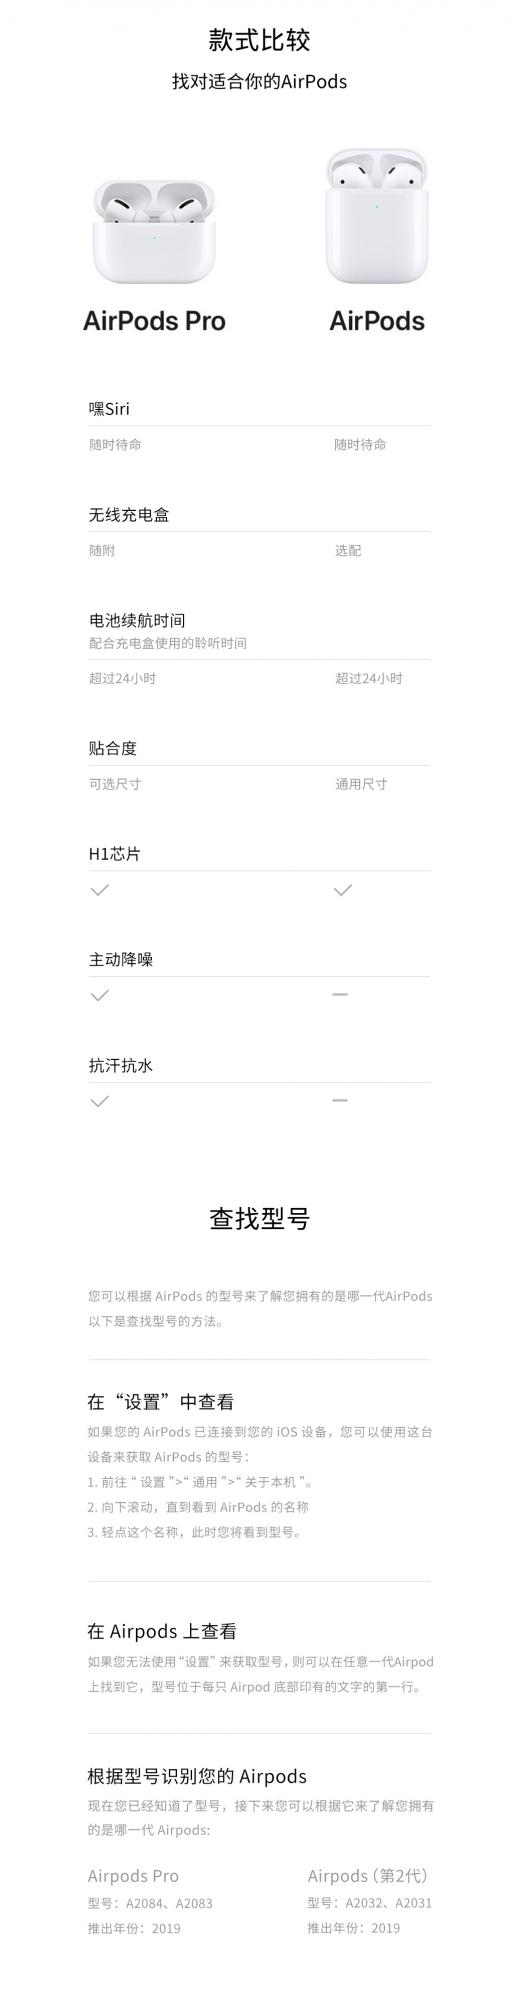 款式比较
找对适合你的AirPods
AirPods Pro
AirPods
嘿Siri
随时待命
随时待命
无线充电盒
随附
选配
电池续航时间
配合充电盒使用的聆听时间
超过24小时
超过24小时
贴合度
可选尺寸
通用尺寸
H1芯片
主动降噪
抗汗抗水
查找型号
您可以根据 AirPods 的型号来了解您拥有的是哪一代AirPods
以下是查找型号的方法。
在“设置”中查看
如果您的 AirPods 已连接到您的 iOS 设备，您可以使用这台
设备来获取 AirPods 的型号：
1. 前往 “ 设置 ”>“ 通用 ”>“ 关于本机 ”。
2. 向下滚动，直到看到 AirPods 的名称
3. 轻点这个名称，此时您将看到型号。
在 Airpods 上查看
如果您无法使用 “设置” 来获取型号，则可以在任意一代Airpod
上找到它，型号位于每只 Airpod 底部印有的文字的第一行。
根据型号识别您的 Airpods
现在您已经知道了型号，接下来您可以根据它来了解您拥有
的是哪一代 Airpods:
Airpods Pro
Airpods（第2代）
型号：A2084、A2083
型号：A2032、A2031
推出年份：2019
推出年份：2019